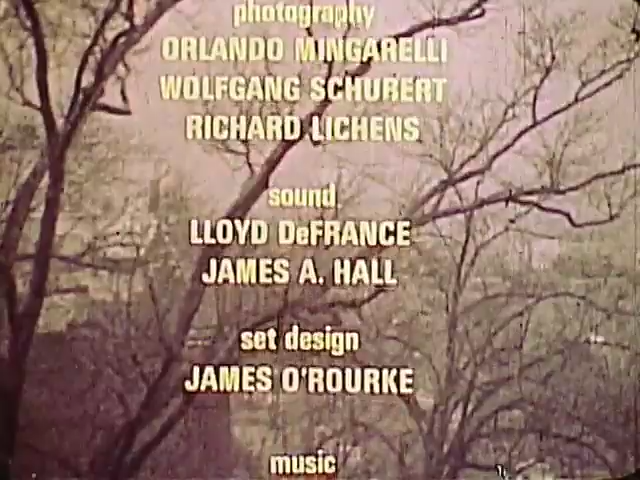 photography
ORLANDO MINGARELLI
WOLFGANG SCHUBERT
RICHARD LICHENS
sound
LLOYD DeFRANCE
JAMES A. HALL
set design
JAMES O'ROURKE
music